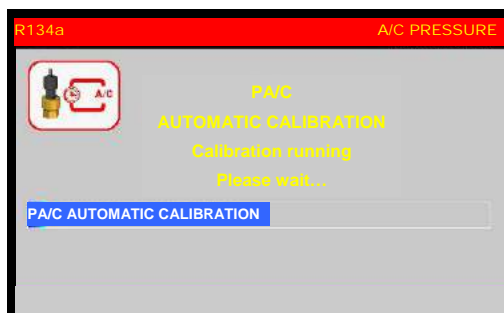 R134a A/C PRESSURE
A/C
PA/C
AUTOMATIC CALIBRATION
Calibration running
Please wait...
PA/C AUTOMATIC CALIBRATION